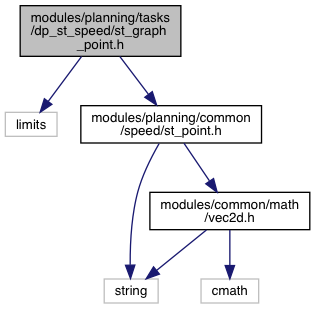 modules/planning/tasks
/dp_st_speed/st_graph
_point.h
limits
modules/planning/common
/speed/st_point.h
modules/common/math
/vec2d.h
string
cmath